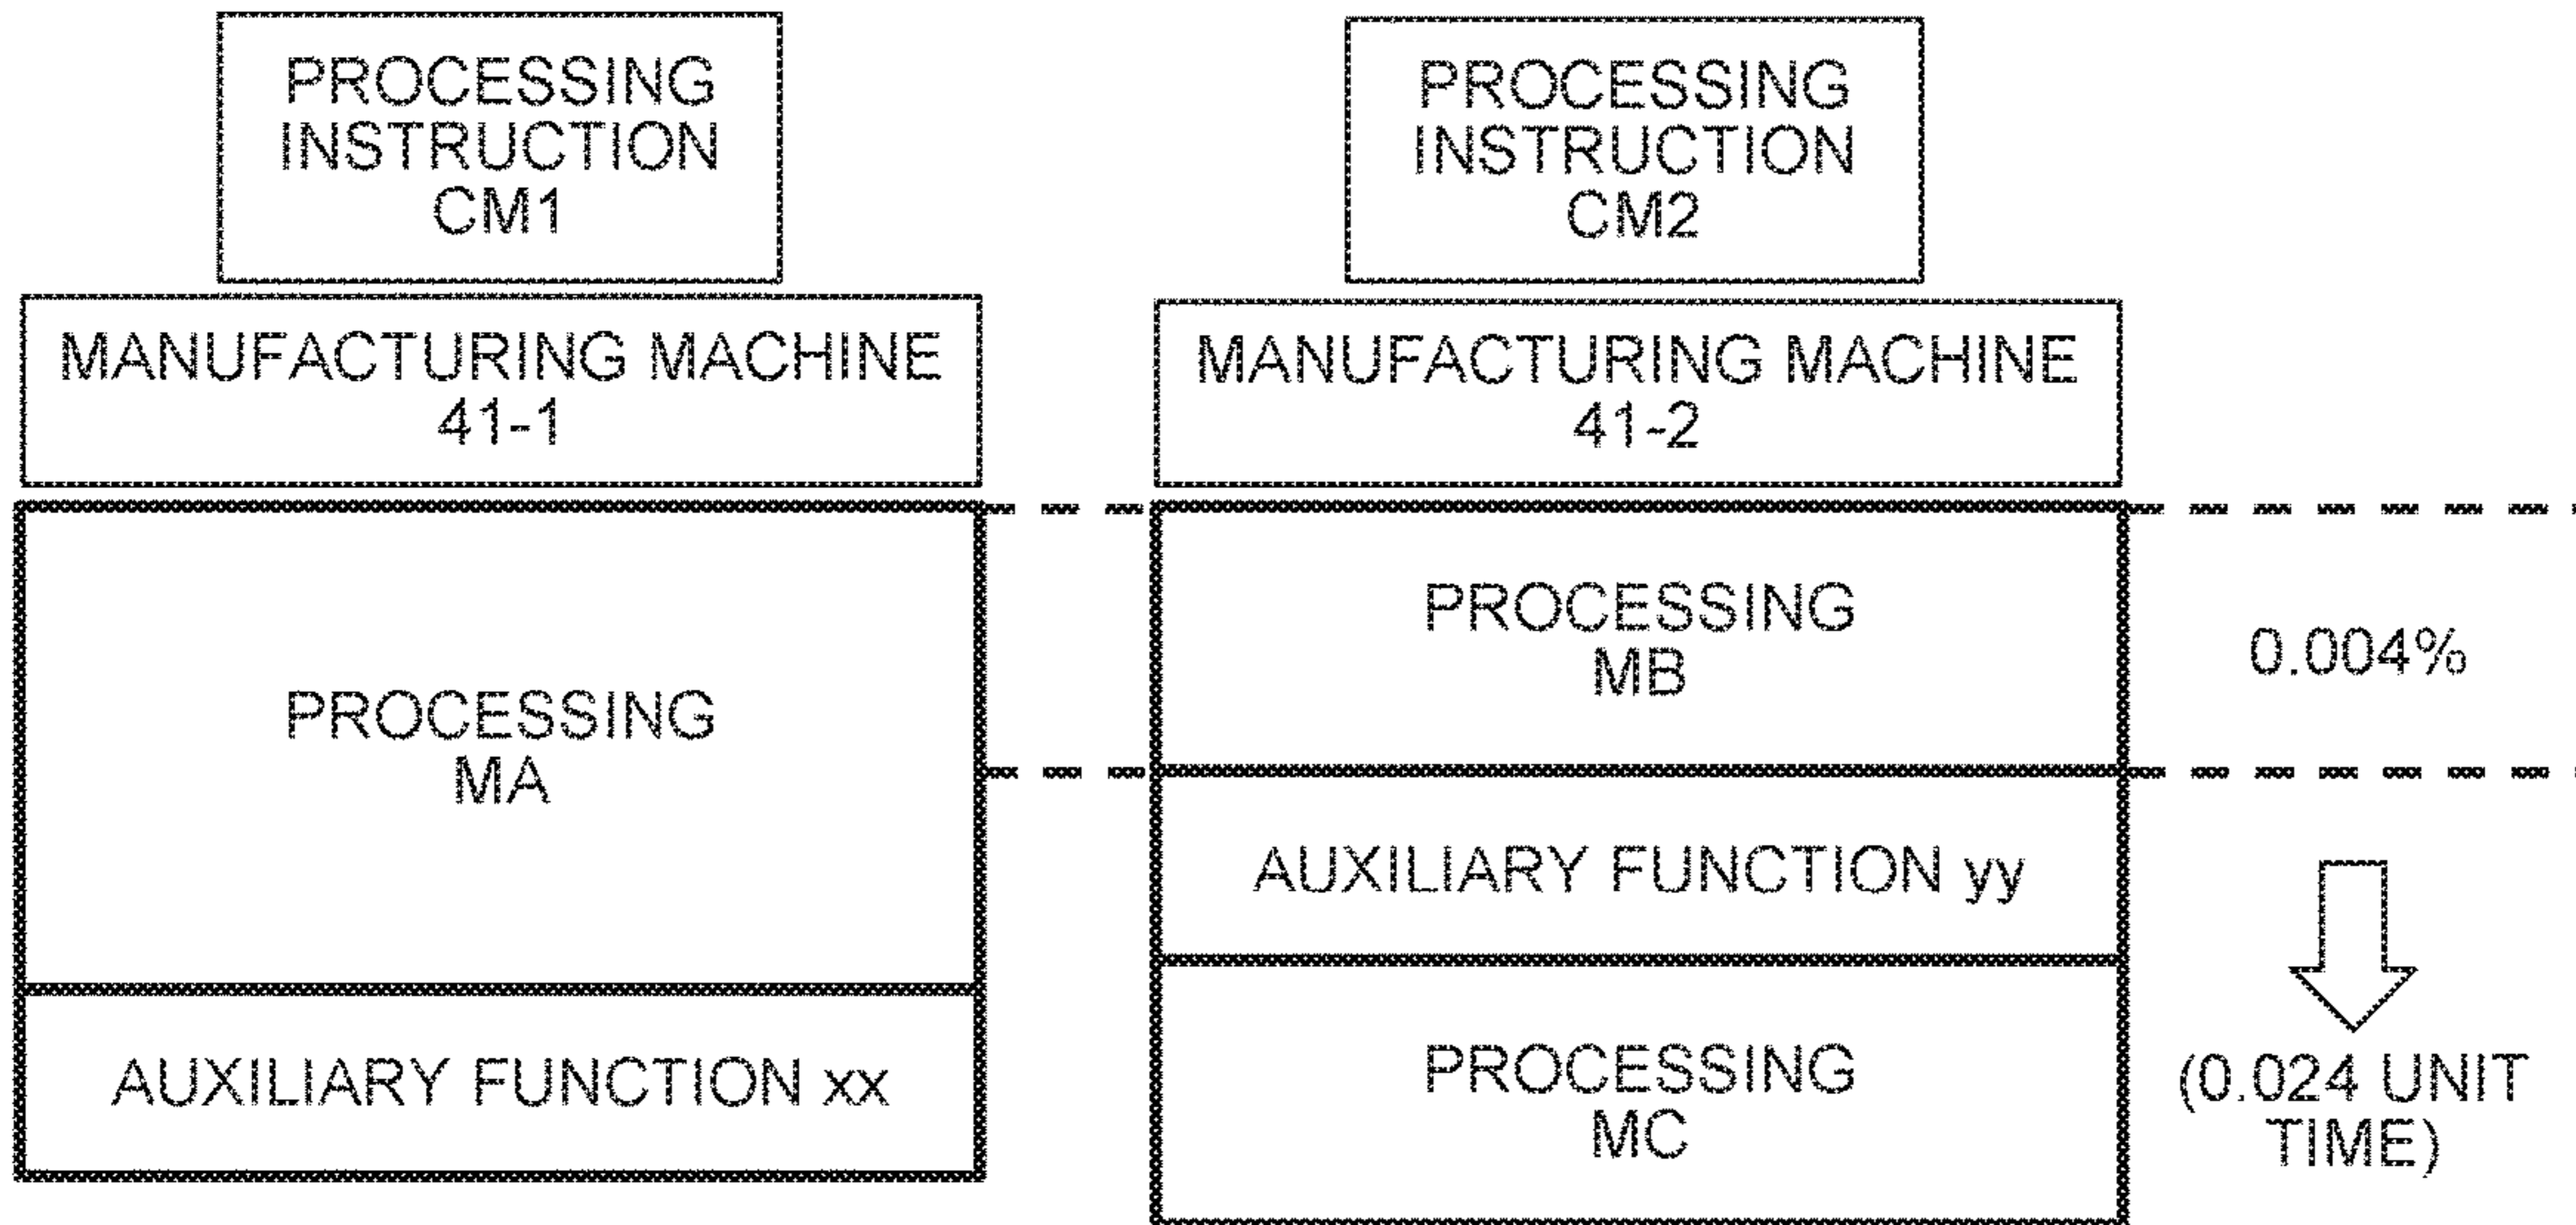 PROCESSING
INSTRUCTION
CM1
PROCESSING
INSTRUCTION
CM2
MANUFACTURING MACHINE
41-1
MANUFACTURING MACHINE
41-2
PROCESSING
MA
AUXILIARY FUNCTION xx
PROCESSING
MB
AUXILIARY FUNCTION yy
PROCESSING
MC
0.004%
(0.024 UNIT
TIME)